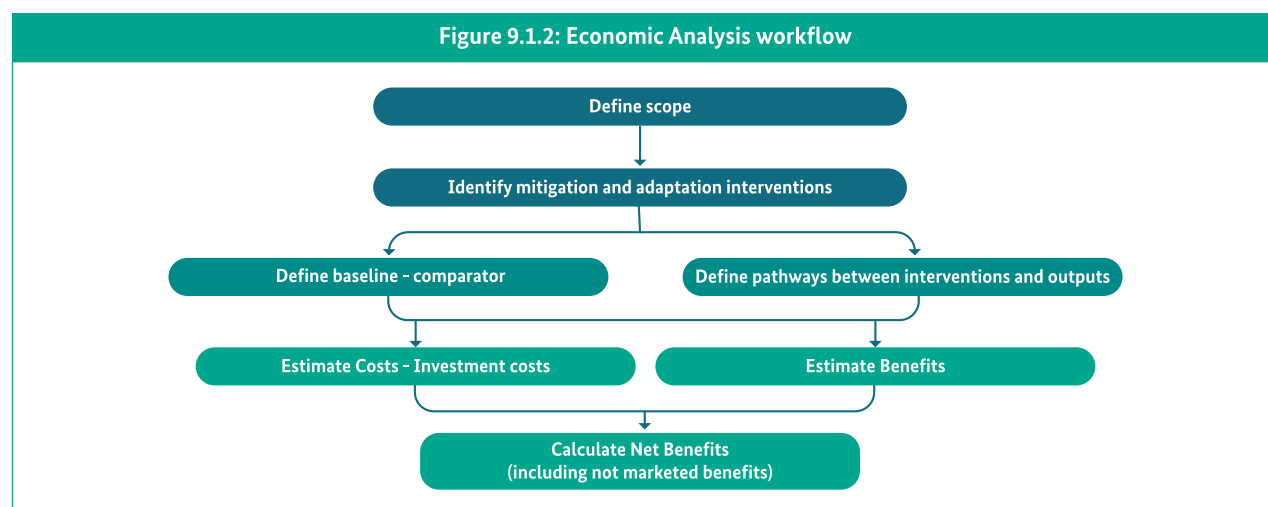 Figure 9.1.2: Economic Analysis workflow
Define scope
Identify mitigation and adaptation interventions
Define baseline - comparator
Define pathways between interventions and outputs
Estimate Costs - Investment costs
Estimate Benefits
Calculate Net Benefits
(including not marketed benefits)